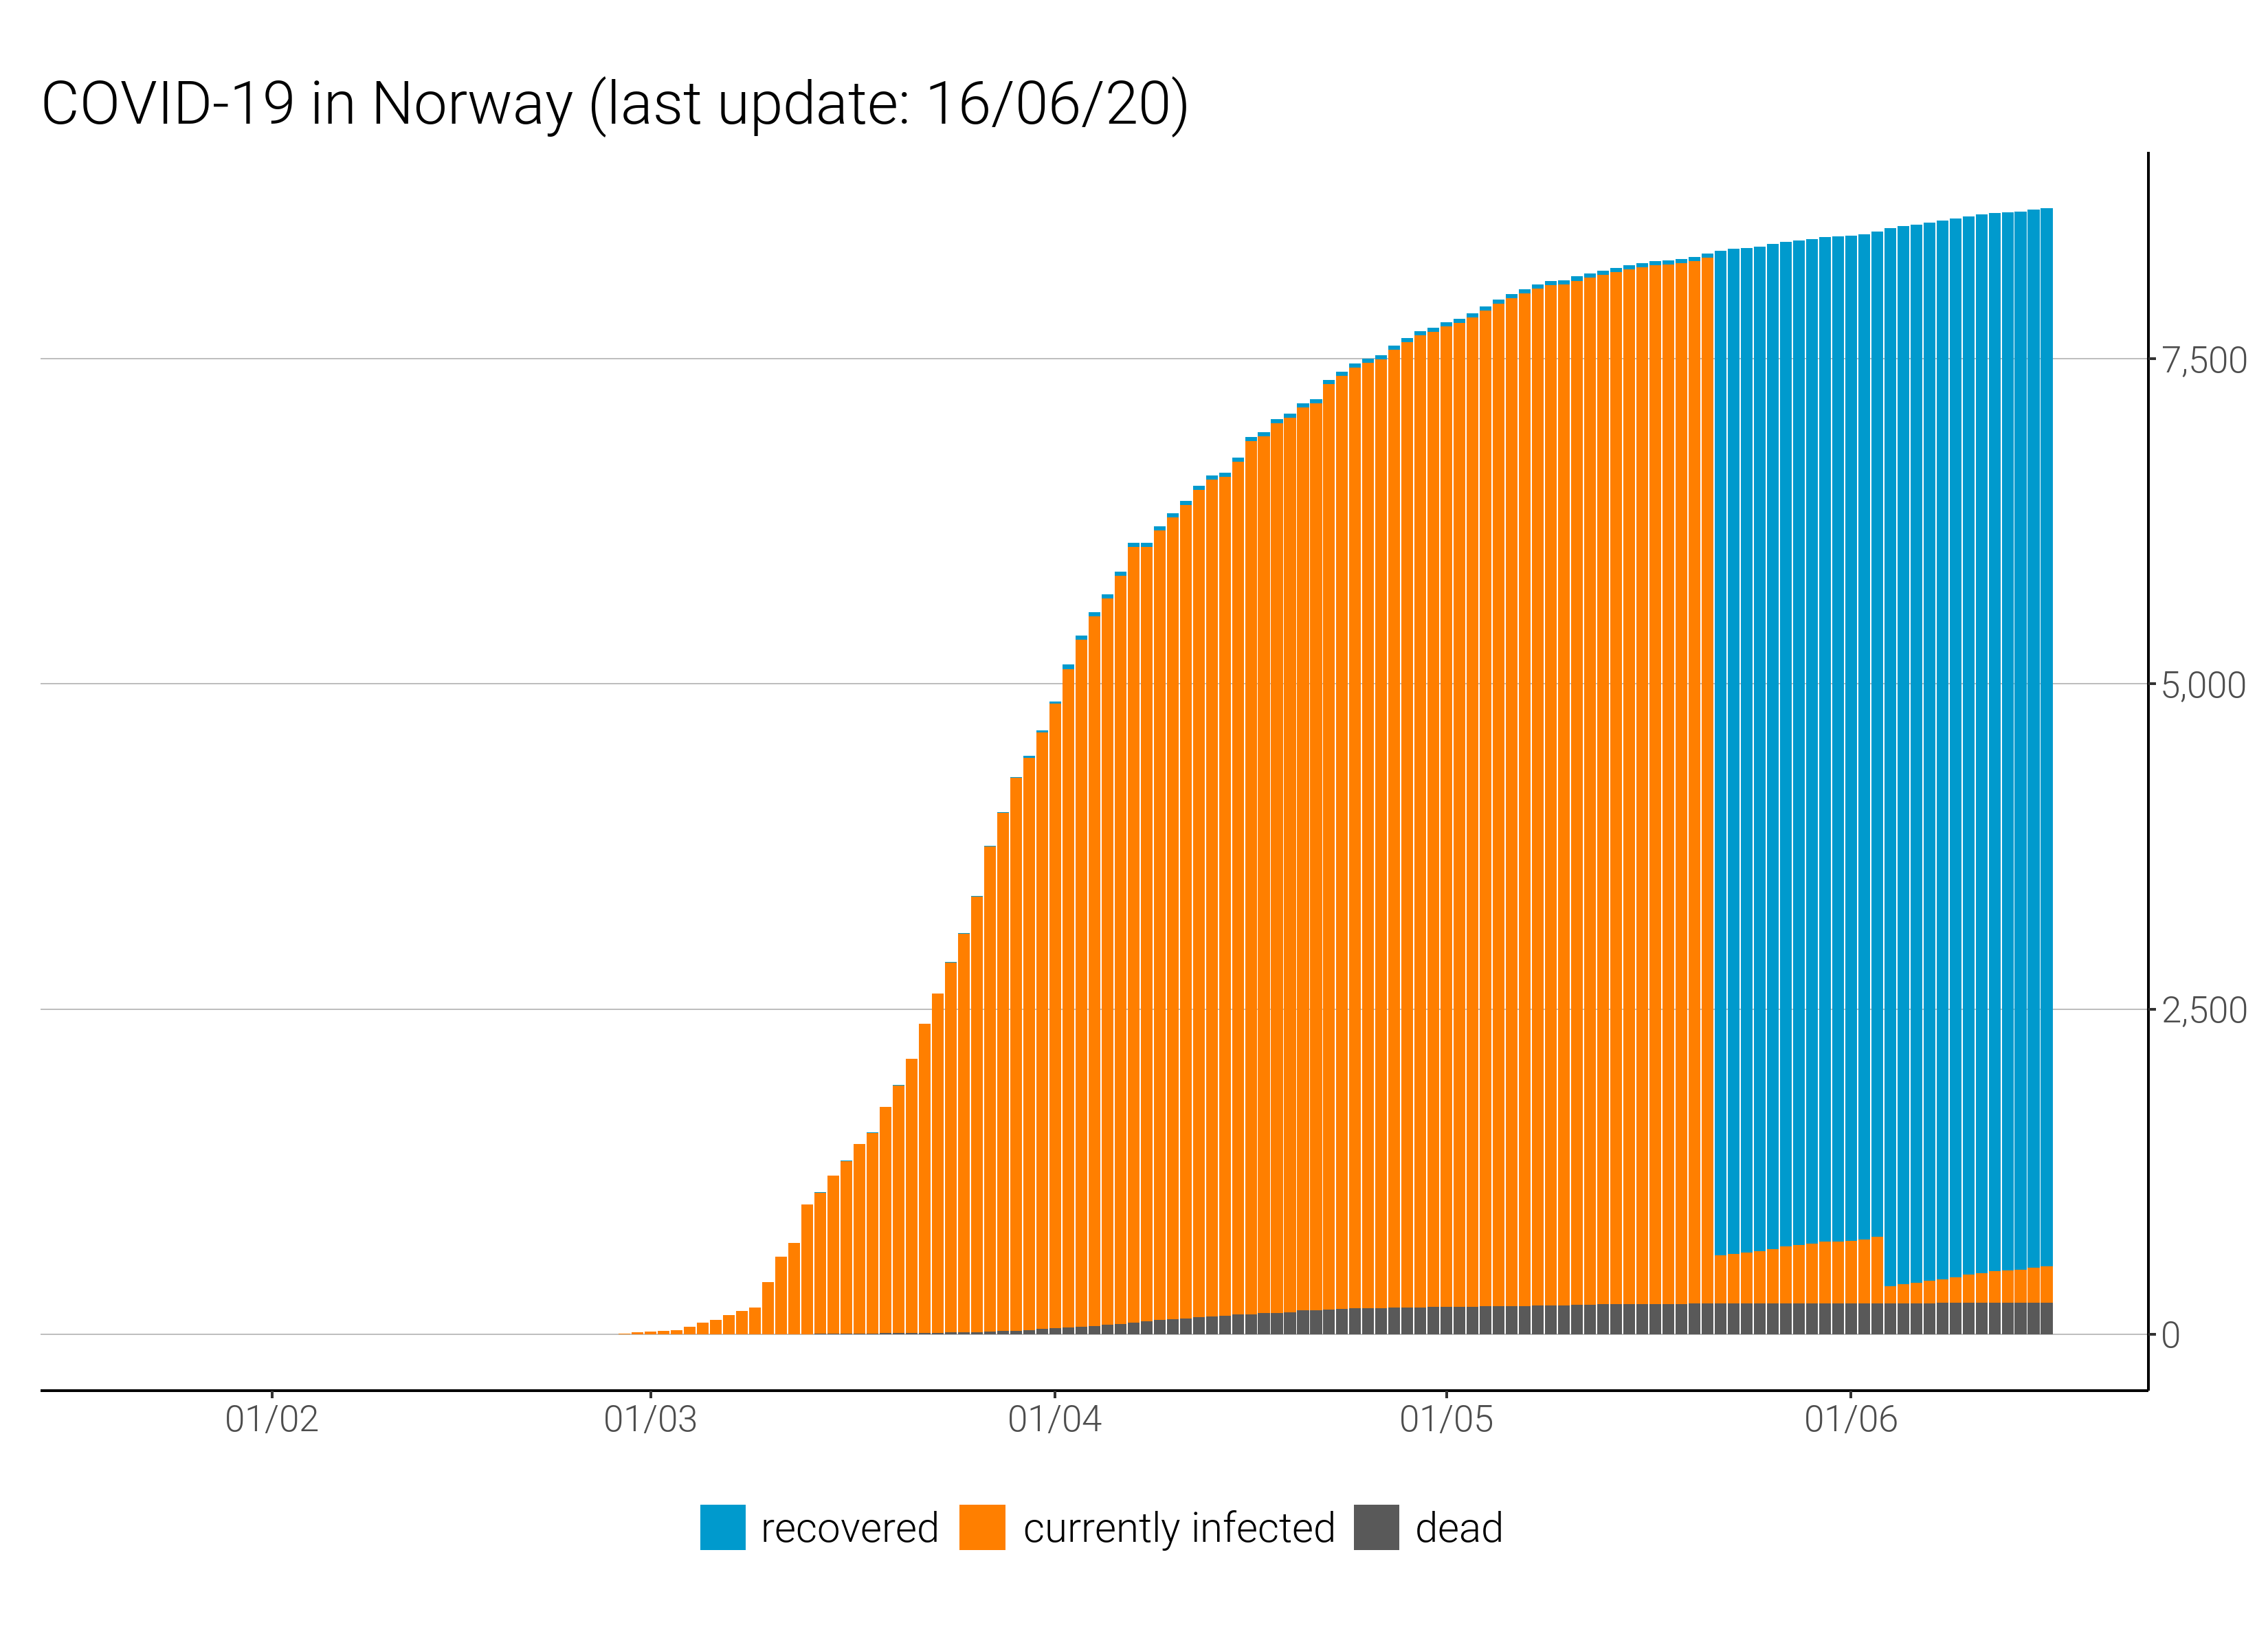 COVID-19 in Norway (last update: 16/06/20)
7,500
5,000
2,500
0
01/02 01/03 01/04 01/05 01/06
recovered currently infected dead